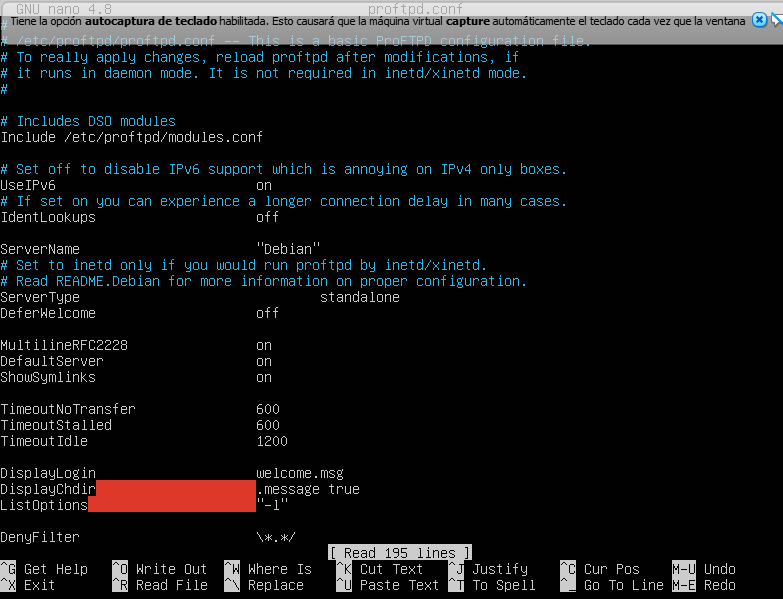 GNU nano 4.8 proftpd.conf
Tiene la opción autocaptura de teclado habilitada. Esto causará que la máquina virtual capture automáticamente el teclado cada vez que la ventana
#
# /etc/proftpd/proftpd.conf -- This is a basic ProFTPD configuration file.
# To really apply changes, reload proftpd after modifications, if
# it runs in daemon mode. It is not required in inetd/xinetd mode.
#
# Includes DSO modules
Include /etc/proftpd/modules.conf
# Set off to disable IPv6 support which is annoying on IPv4 only boxes.
UseIPv6 on
# If set on you can experience a longer connection delay in many cases.
IdentLookups off
ServerName "Debian"
# Set to inetd only if you would run proftpd by inetd/xinetd.
# Read README.Debian for more information on proper configuration.
ServerType standalone
DeferWelcome off
MultilineRFC2228 on
DefaultServer on
ShowSymlinks on
TimeoutNoTransfer 600
TimeoutStalled 600
TimeoutIdle 1200
DisplayLogin welcome.msg
DisplayChdir .message true
ListOptions "-l"
DenyFilter \*.*/
[ Read 195 lines ]
^G Get Help ^O Write Out ^W Where Is ^K Cut Text ^J Justify ^C Cur Pos M-U Undo
^X Exit ^R Read File ^\ Replace ^U Paste Text ^T To Spell ^_ Go To Line M-E Redo